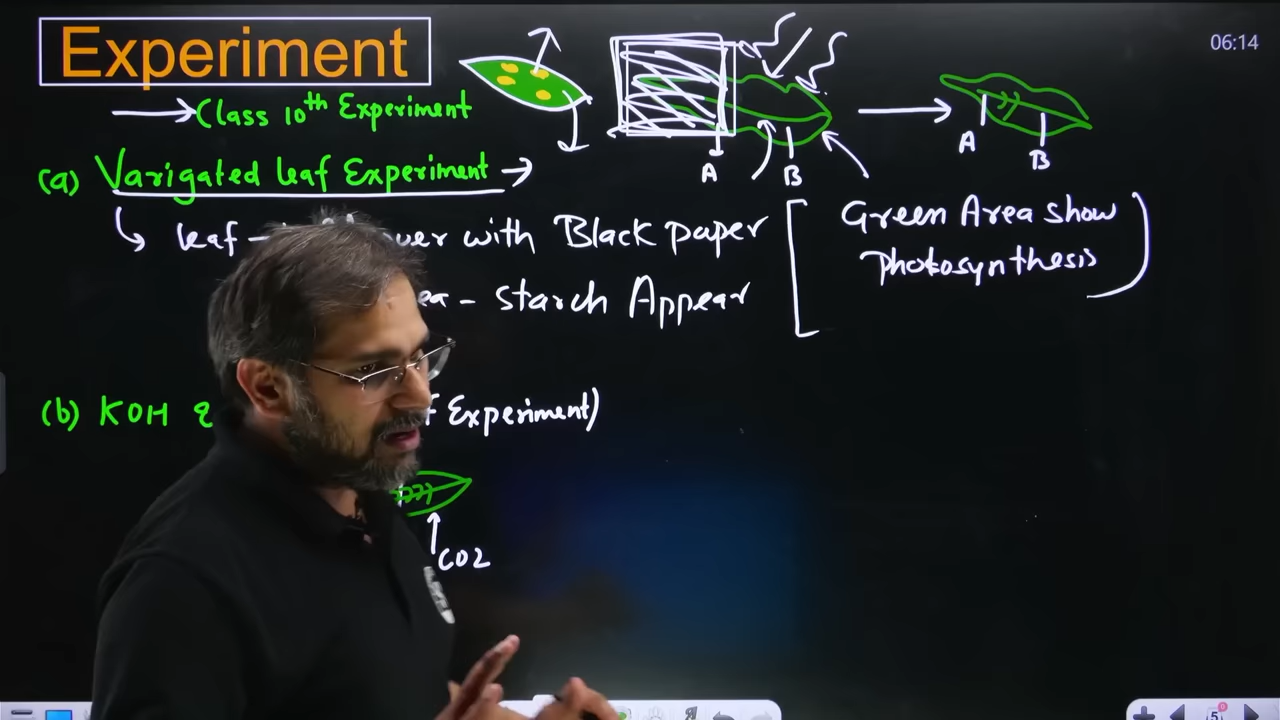 Experiment
06:14
Class 10th Experiment
(a) Varigated leaf Experiment
A
B
A
B
leaf - with Black paper
Green Area show
Photosynthesis
- starch Appear
(b) KOH Experiment)
CO2
5